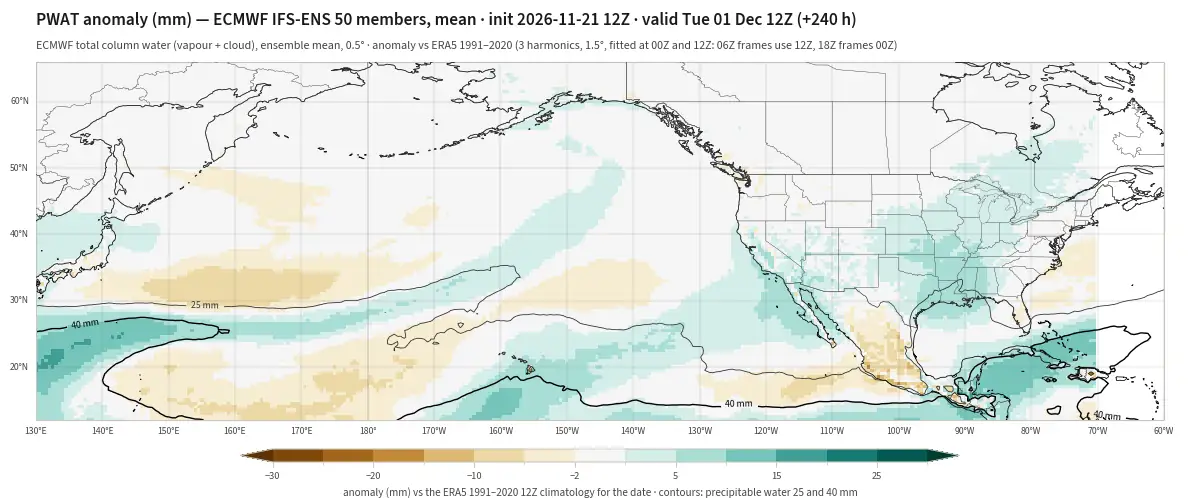 PWAT anomaly (mm) — ECMWF IFS-ENS 50 members, mean · init 2026-11-21 12Z · valid Tue 01 Dec 12Z (+240 h)
ECMWF total column water (vapour + cloud), ensemble mean, 0.5° · anomaly vs ERA5 1991–2020 (3 harmonics, 1.5°, fitted at 00Z and 12Z: 06Z frames use 12Z, 18Z frames 00Z)
60°N
50°N
40°N
30°N
20°N
25 mm
40 mm
40 mm
40 mm
130°E 140°E 150°E 160°E 170°E 180° 170°W 160°W 150°W 140°W 130°W 120°W 110°W 100°W 90°W 80°W 70°W 60°W
−30 −20 −10 −2 5 15 25
anomaly (mm) vs the ERA5 1991–2020 12Z climatology for the date · contours: precipitable water 25 and 40 mm